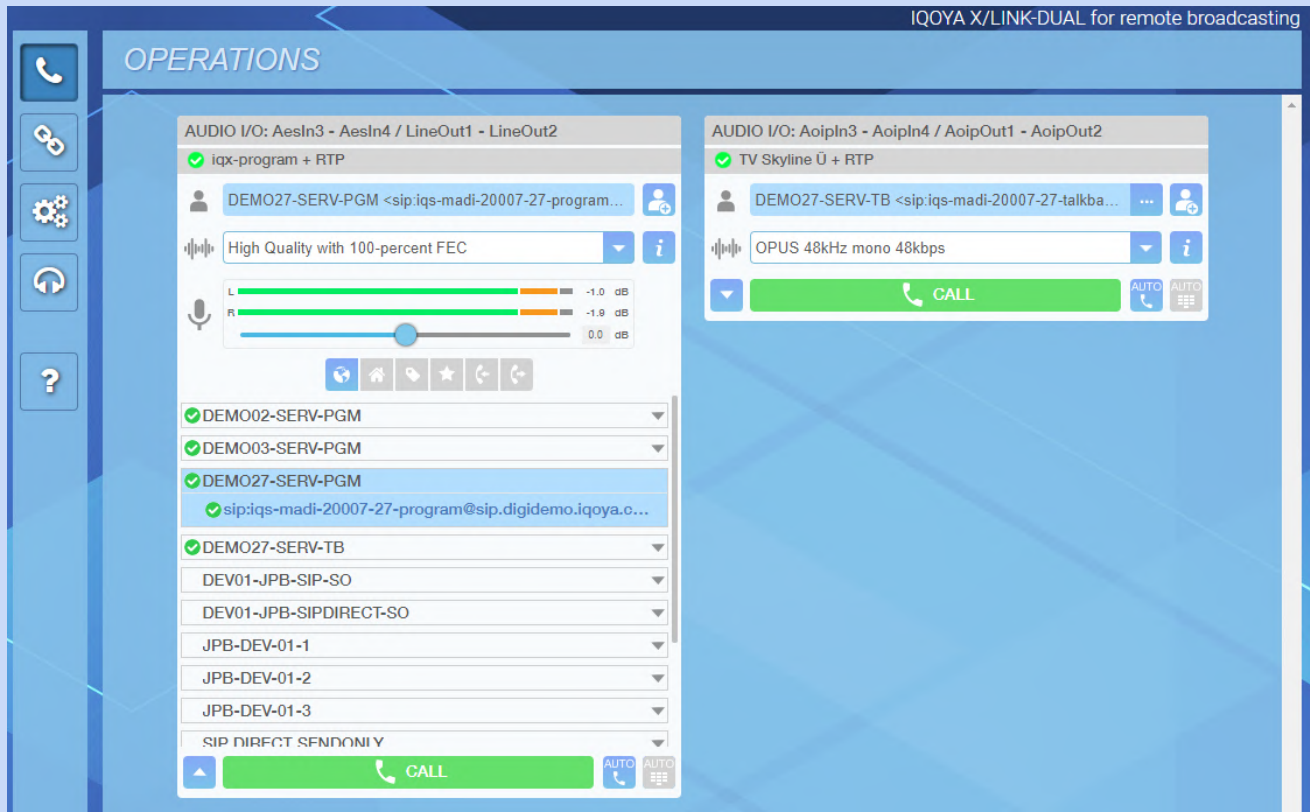 IQOYA X/LINK-DUAL for remote broadcasting
OPERATIONS
AUDIO I/O: AesIn3 - AesIn4 / LineOut1 - LineOut2
iqx-program + RTP
DEMO27-SERV-PGM <sip:iqs-madi-20007-27-program...
High Quality with 100-percent FEC
i
L -1.0 dB
R -1.9 dB
0.0 dB
DEMO02-SERV-PGM
DEMO03-SERV-PGM
DEMO27-SERV-PGM
sip:iqs-madi-20007-27-program@sip.digidemo.iqoya.c...
DEMO27-SERV-TB
DEV01-JPB-SIP-SO
DEV01-JPB-SIPDIRECT-SO
JPB-DEV-01-1
JPB-DEV-01-2
JPB-DEV-01-3
SIP DIRECT SENDONLY
CALL
AUTO
AUTO
AUDIO I/O: AoipIn3 - AoipIn4 / AoipOut1 - AoipOut2
TV Skyline Ü + RTP
DEMO27-SERV-TB <sip:iqs-madi-20007-27-talkba...
...
OPUS 48kHz mono 48kbps
i
CALL
AUTO
AUTO
?